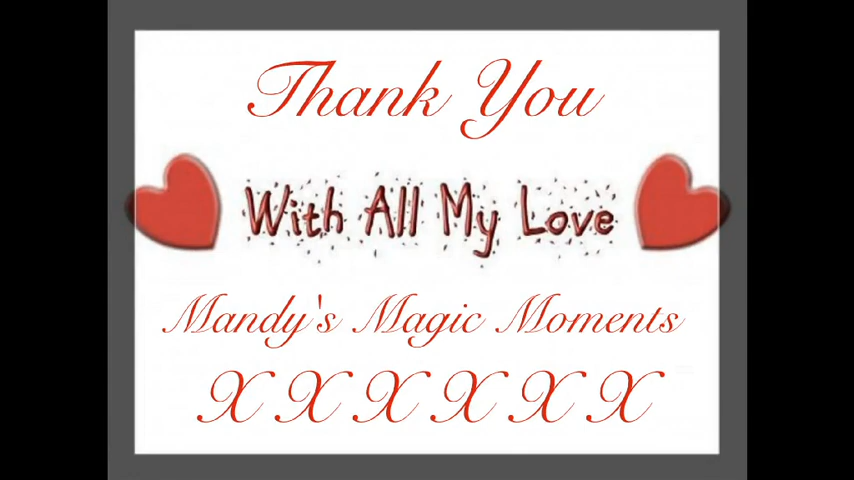 Thank You
With All My Love
Mandy's Magic Moments
X X X X X X